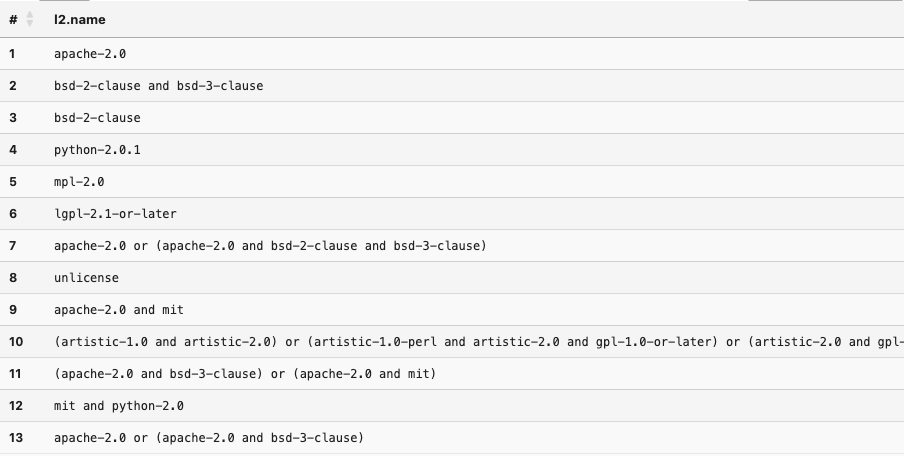 # l2.name
1 apache-2.0
2 bsd-2-clause and bsd-3-clause
3 bsd-2-clause
4 python-2.0.1
5 mpl-2.0
6 lgpl-2.1-or-later
7 apache-2.0 or (apache-2.0 and bsd-2-clause and bsd-3-clause)
8 unlicense
9 apache-2.0 and mit
10 (artistic-1.0 and artistic-2.0) or (artistic-1.0-perl and artistic-2.0 and gpl-1.0-or-later) or (artistic-2.0 and gpl-
11 (apache-2.0 and bsd-3-clause) or (apache-2.0 and mit)
12 mit and python-2.0
13 apache-2.0 or (apache-2.0 and bsd-3-clause)